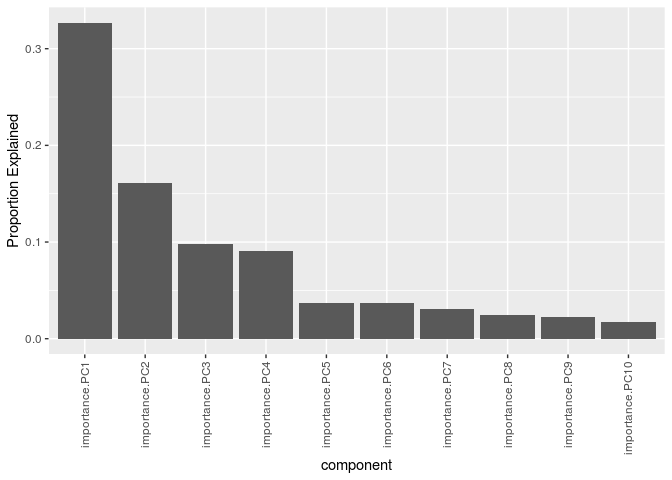 Proportion Explained
0.3
0.2
0.1
0.0
importance.PC1
importance.PC2
importance.PC3
importance.PC4
importance.PC5
importance.PC6
importance.PC7
importance.PC8
importance.PC9
importance.PC10
component